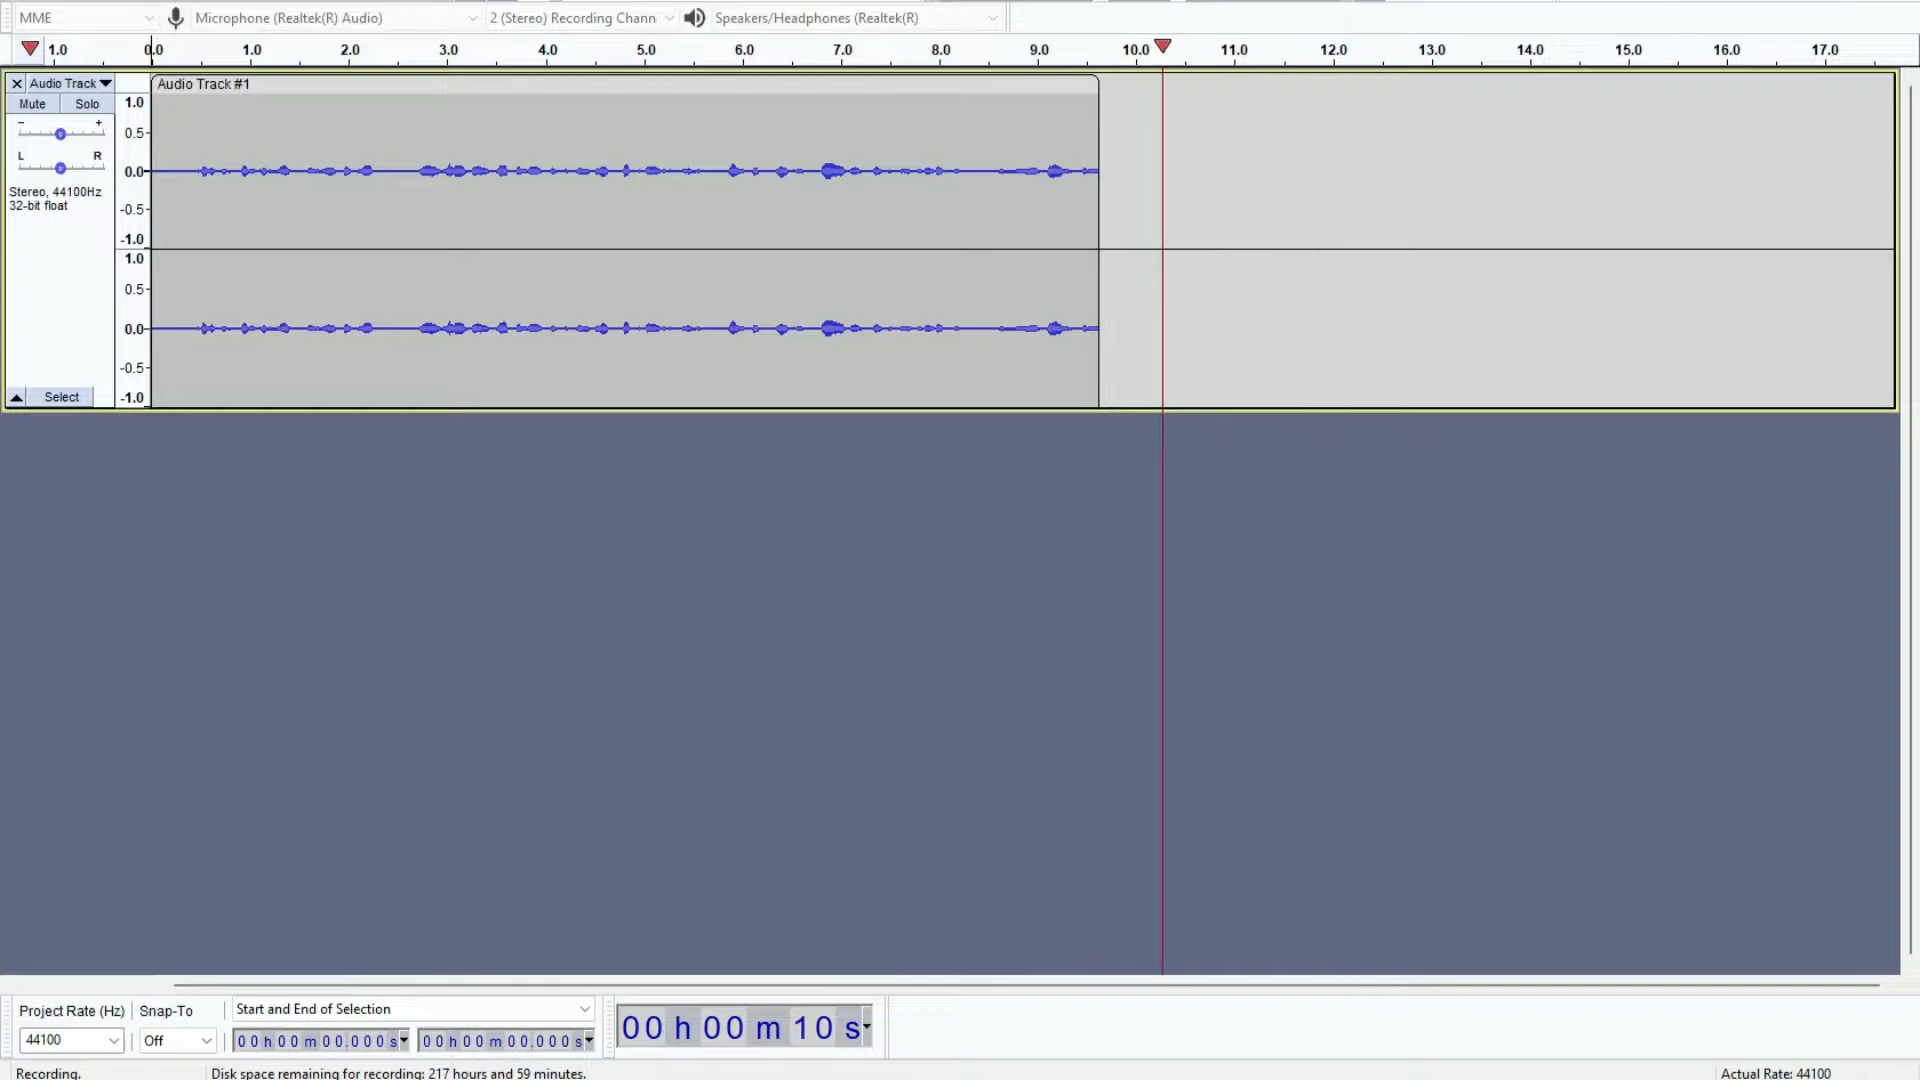 MME Microphone (Realtek(R) Audio) 2 (Stereo) Recording Chann Speakers/Headphones (Realtek(R)
1.0 0.0 1.0 2.0 3.0 4.0 5.0 6.0 7.0 8.0 9.0 10.0 11.0 12.0 13.0 14.0 15.0 16.0 17.0
Audio Track Audio Track #1
Mute Solo 1.0
- +
0.5
L R
0.0
Stereo, 44100Hz
32-bit float
-0.5
-1.0
1.0
0.5
0.0
-0.5
Select -1.0
Project Rate (Hz) Snap-To Start and End of Selection
44100 Off 00 h 00 m 00.000 s 00 h 00 m 00.000 s 00 h 00 m 10 s
Recording. Disk space remaining for recording: 217 hours and 59 minutes. Actual Rate: 44100